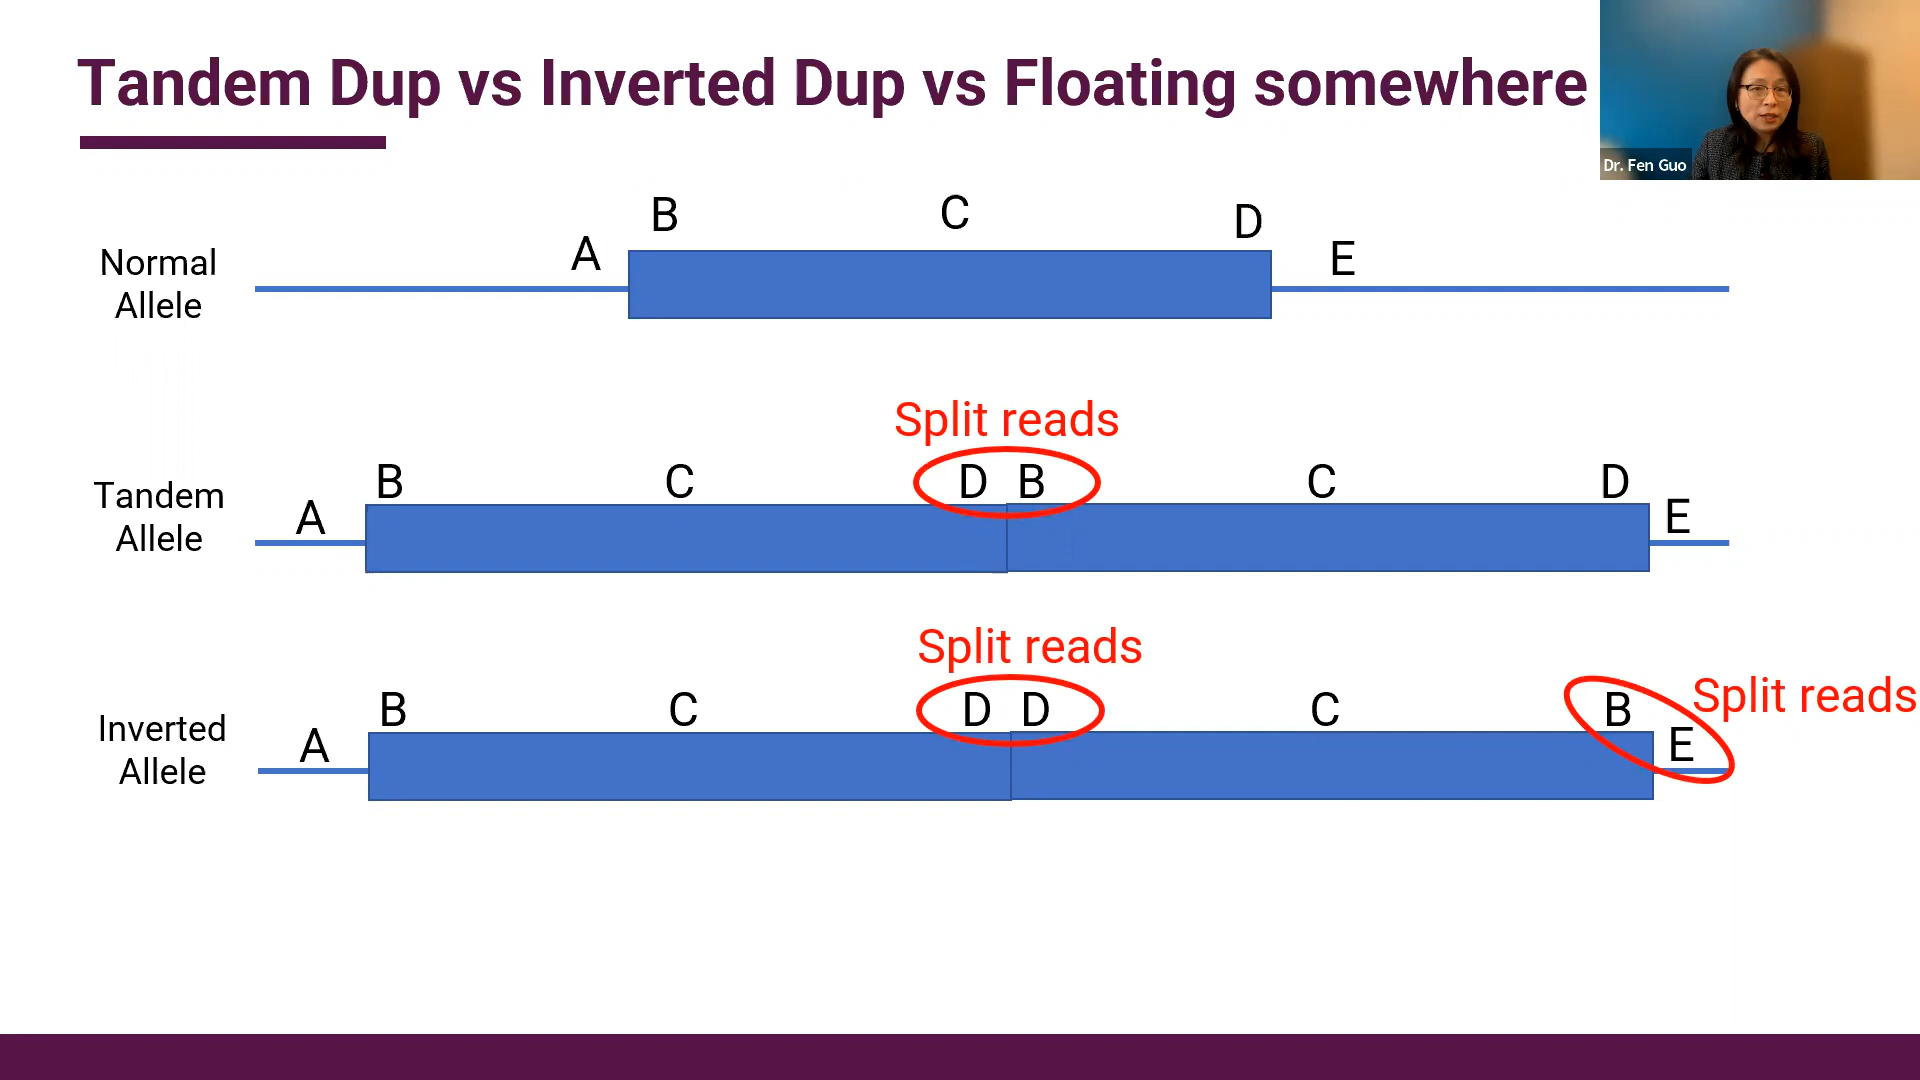 Tandem Dup vs Inverted Dup vs Floating somewhere
Dr. Fen Guo
B C D
A E
Normal
Allele
Split reads
B C D B C D
Tandem
Allele
A E
Split reads
Split reads
B C D D C B
Inverted
Allele
A E